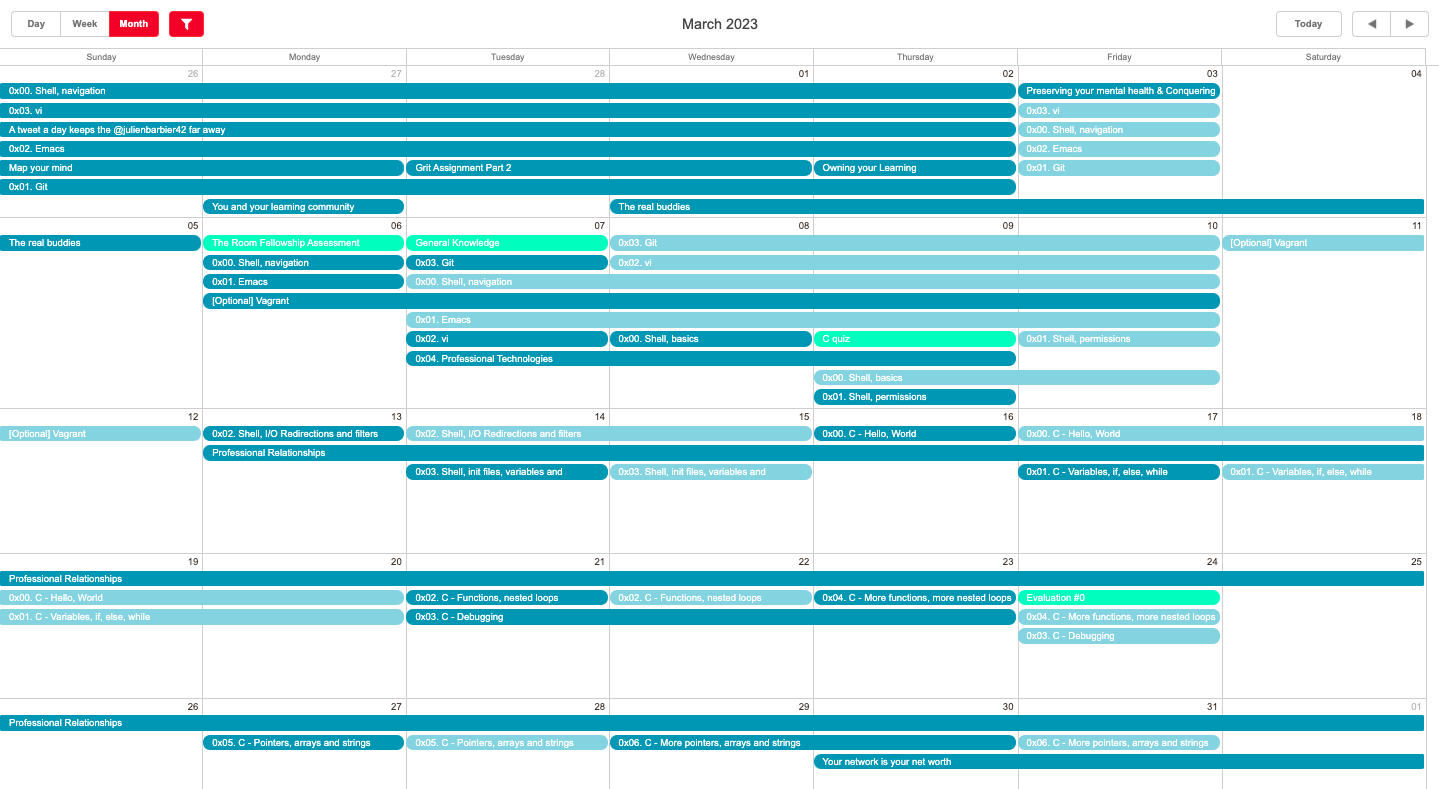 Day Week Month March 2023 Today
Sunday Monday Tuesday Wednesday Thursday Friday Saturday
26 27 28 01 02 03 04
0x00. Shell, navigation Preserving your mental health & Conquering
0x03. vi 0x03. vi
A tweet a day keeps the @julienbarbier42 far away 0x00. Shell, navigation
0x02. Emacs 0x02. Emacs
Map your mind Grit Assignment Part 2 Owning your Learning 0x01. Git
0x01. Git
You and your learning community The real buddies
05 06 07 08 09 10 11
The real buddies The Room Fellowship Assessment General Knowledge 0x03. Git [Optional] Vagrant
0x00. Shell, navigation 0x03. Git 0x02. vi
0x01. Emacs 0x00. Shell, navigation
[Optional] Vagrant
0x01. Emacs
0x02. vi 0x00. Shell, basics C quiz 0x01. Shell, permissions
0x04. Professional Technologies
0x00. Shell, basics
0x01. Shell, permissions
12 13 14 15 16 17 18
[Optional] Vagrant 0x02. Shell, I/O Redirections and filters 0x02. Shell, I/O Redirections and filters 0x00. C - Hello, World 0x00. C - Hello, World
Professional Relationships
0x03. Shell, init files, variables and 0x03. Shell, init files, variables and 0x01. C - Variables, if, else, while 0x01. C - Variables, if, else, while
19 20 21 22 23 24 25
Professional Relationships
0x00. C - Hello, World 0x02. C - Functions, nested loops 0x02. C - Functions, nested loops 0x04. C - More functions, more nested loops Evaluation #0
0x01. C - Variables, if, else, while 0x03. C - Debugging 0x04. C - More functions, more nested loops
0x03. C - Debugging
26 27 28 29 30 31 01
Professional Relationships
0x05. C - Pointers, arrays and strings 0x05. C - Pointers, arrays and strings 0x06. C - More pointers, arrays and strings 0x06. C - More pointers, arrays and strings
Your network is your net worth